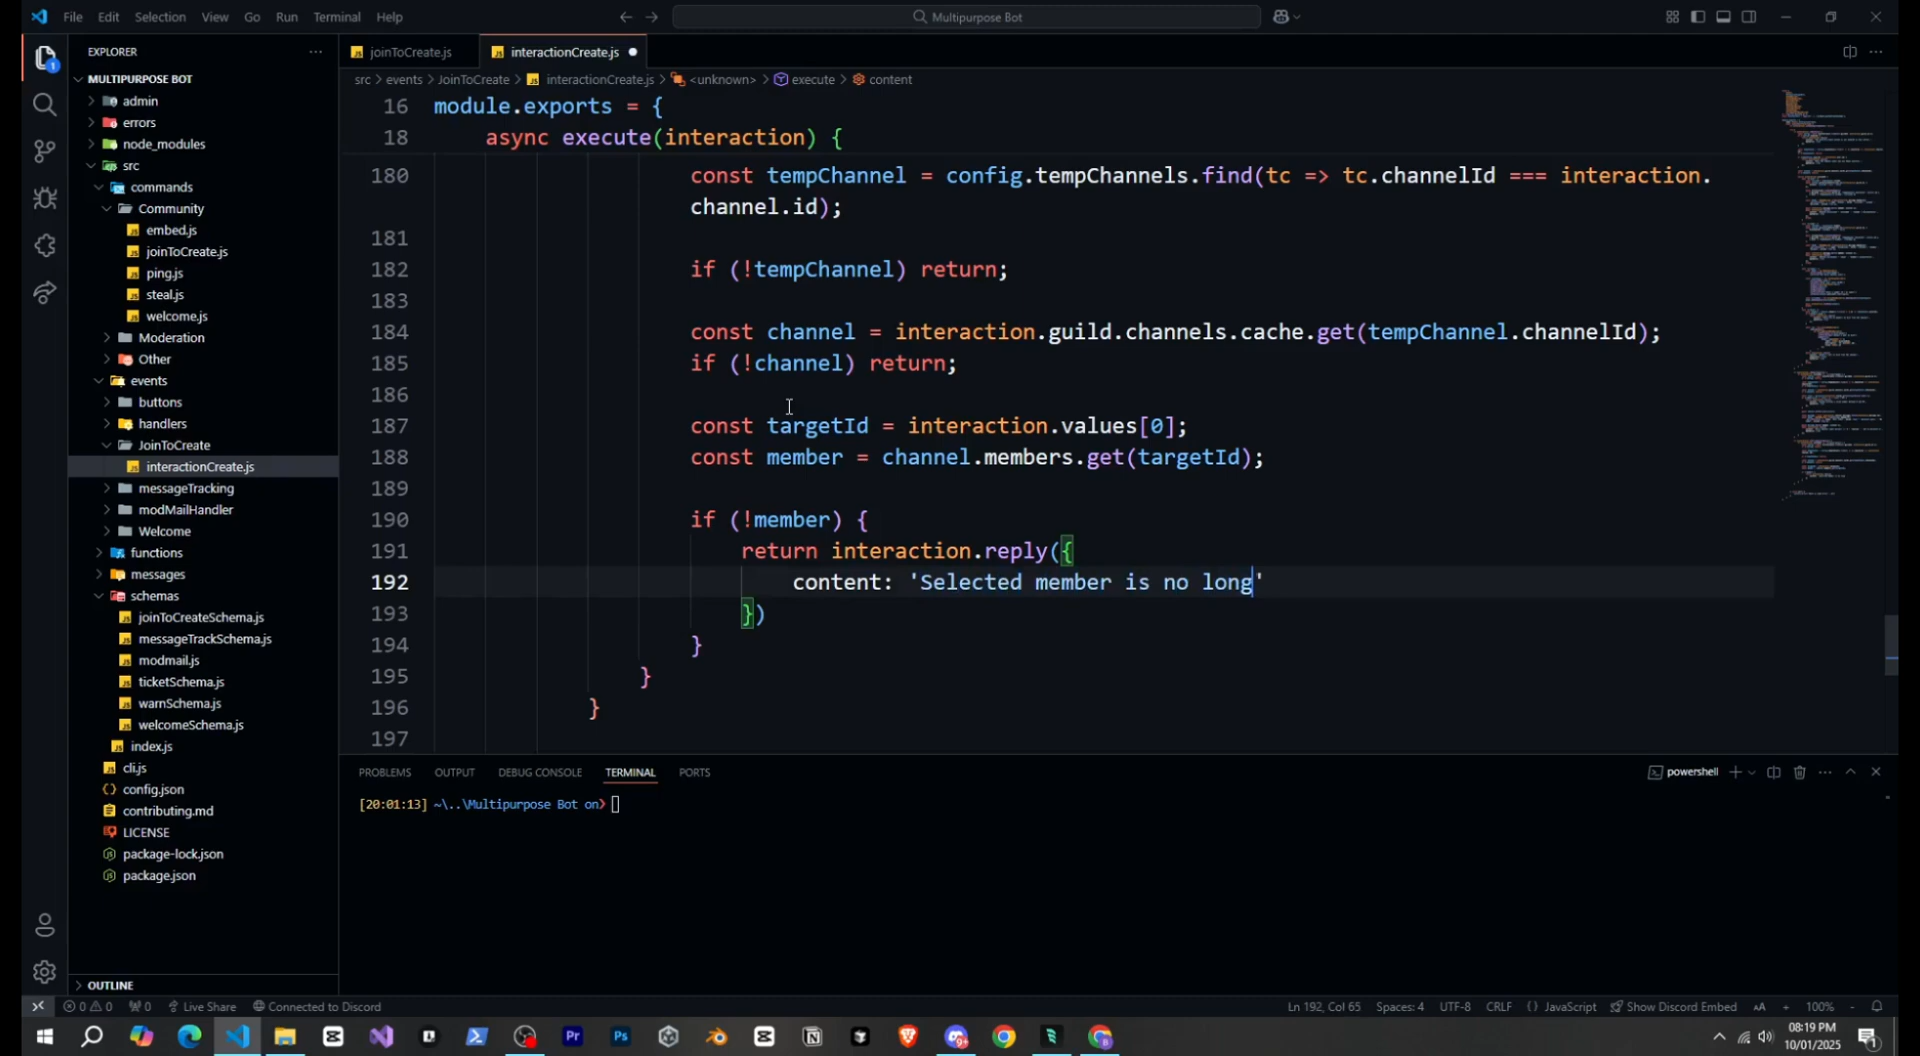 File Edit Selection View Go Run Terminal Help
Multipurpose Bot
EXPLORER
MULTIPURPOSE BOT
admin
errors
node_modules
src
commands
Community
embed.js
joinToCreate.js
ping.js
steal.js
welcome.js
Moderation
Other
events
buttons
handlers
JoinToCreate
interactionCreate.js
messageTracking
modMailHandler
Welcome
functions
messages
schemas
joinToCreateSchema.js
messageTrackSchema.js
modmail.js
ticketSchema.js
warnSchema.js
welcomeSchema.js
index.js
cli.js
config.json
contributing.md
LICENSE
package-lock.json
package.json
OUTLINE
joinToCreate.js interactionCreate.js
src > events > JoinToCreate > interactionCreate.js > <unknown> > execute > content
16 module.exports = {
18 async execute(interaction) {
180 const tempChannel = config.tempChannels.find(tc => tc.channelId === interaction.
channel.id);
181
182 if (!tempChannel) return;
183
184 const channel = interaction.guild.channels.cache.get(tempChannel.channelId);
185 if (!channel) return;
186
187 const targetId = interaction.values[0];
188 const member = channel.members.get(targetId);
189
190 if (!member) {
191 return interaction.reply({
192 content: 'Selected member is no long'
193 })
194 }
195 }
196 }
197
PROBLEMS OUTPUT DEBUG CONSOLE TERMINAL PORTS
powershell
[20:01:13] ~\..\Multipurpose Bot on>
0 0 0 Live Share Connected to Discord
Ln 192, Col 65 Spaces: 4 UTF-8 CRLF {} JavaScript Show Discord Embed AA + 100% -
08:19 PM
10/01/2025